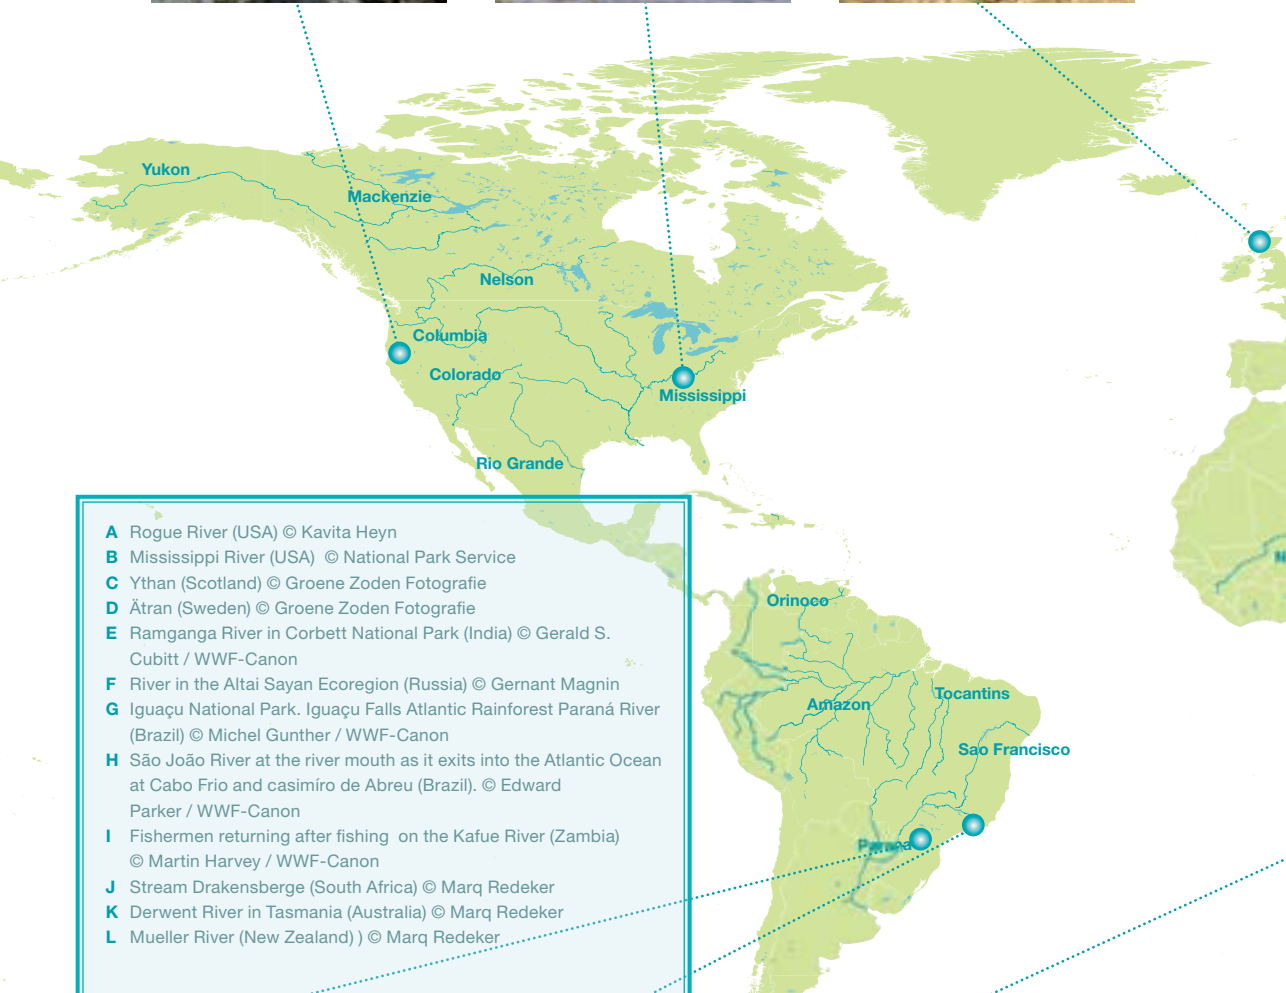 Yukon
Mackenzie
Nelson
Columbia
Colorado
Mississippi
Rio Grande
A Rogue River (USA) © Kavita Heyn
B Mississippi River (USA) © National Park Service
C Ythan (Scotland) © Groene Zoden Fotografie
D Ätran (Sweden) © Groene Zoden Fotografie
E Ramganga River in Corbett National Park (India) © Gerald S.
Cubitt / WWF-Canon
F River in the Altai Sayan Ecoregion (Russia) © Gernant Magnin
G Iguaçu National Park. Iguaçu Falls Atlantic Rainforest Paraná River
(Brazil) © Michel Gunther / WWF-Canon
H São João River at the river mouth as it exits into the Atlantic Ocean
at Cabo Frio and casimíro de Abreu (Brazil). © Edward
Parker / WWF-Canon
I Fishermen returning after fishing on the Kafue River (Zambia)
© Martin Harvey / WWF-Canon
J Stream Drakensberge (South Africa) © Marq Redeker
K Derwent River in Tasmania (Australia) © Marq Redeker
L Mueller River (New Zealand) ) © Marq Redeker
Orinoco
Amazon
Tocantins
Sao Francisco
Parana